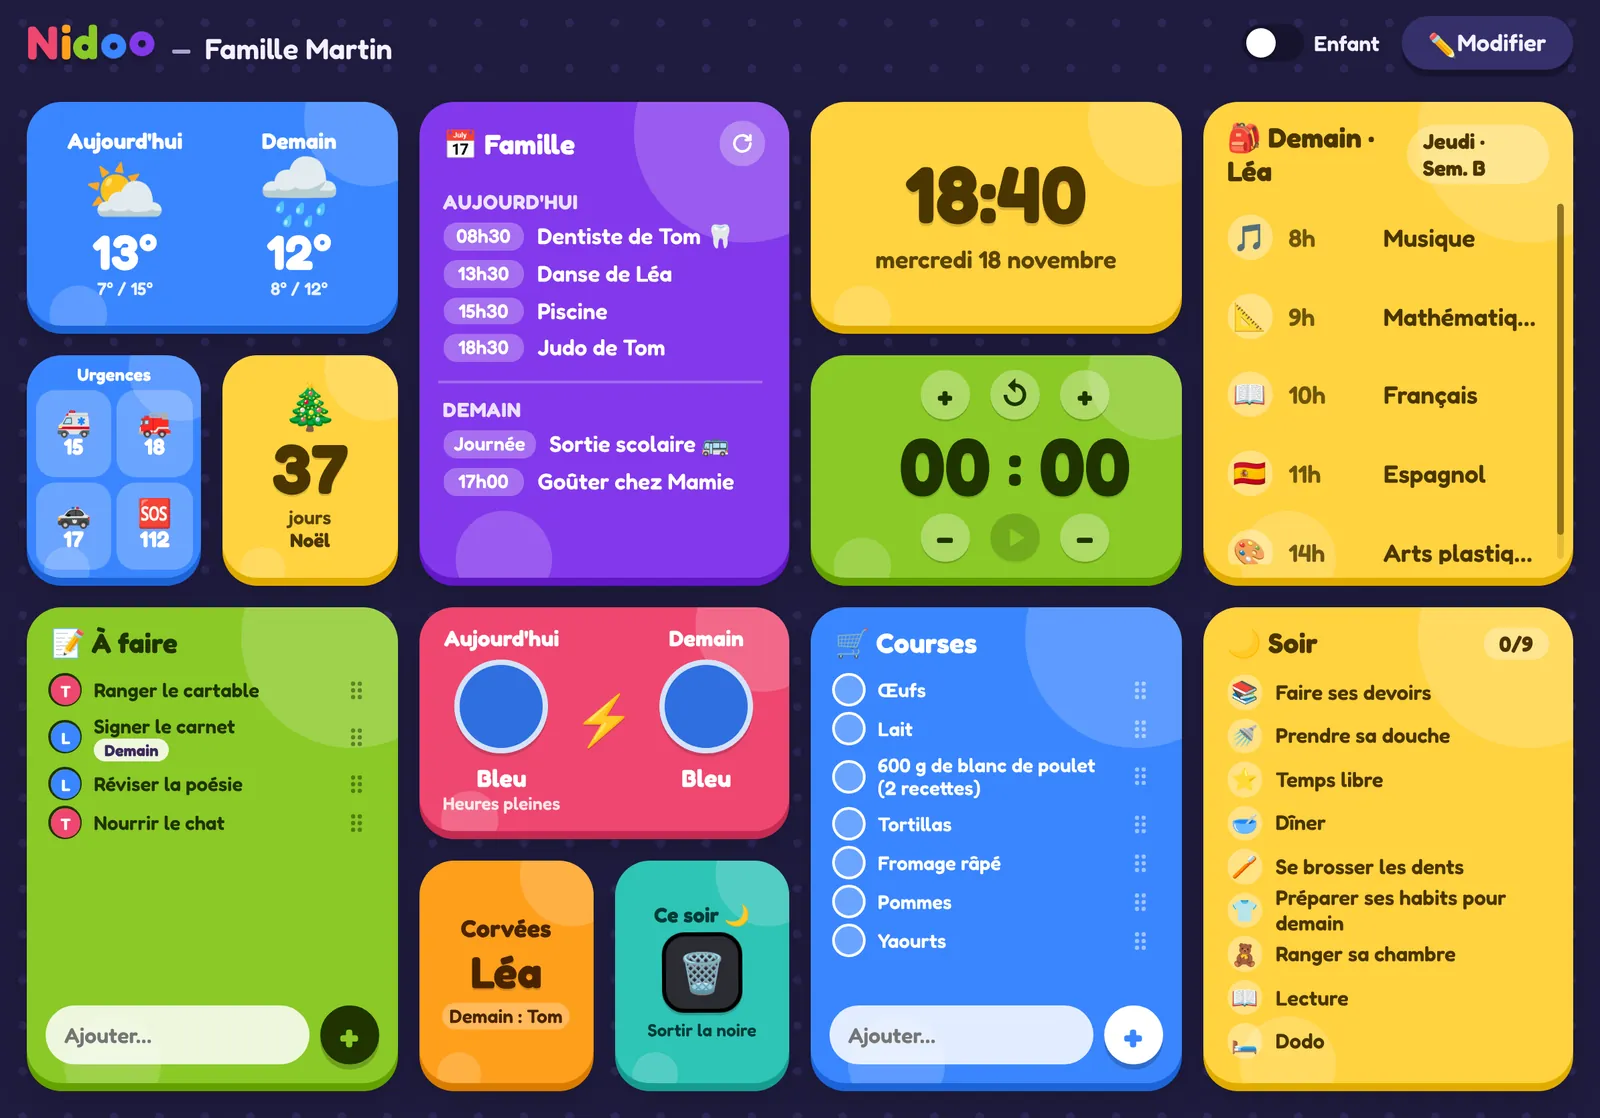 Nidoo – Famille Martin
Enfant
Modifier
Aujourd'hui
13°
7° / 15°
Demain
12°
8° / 12°
Urgences
15
18
17
SOS
112
37
jours
Noël
July
17
Famille
AUJOURD'HUI
08h30 Dentiste de Tom
13h30 Danse de Léa
15h30 Piscine
18h30 Judo de Tom
DEMAIN
Journée Sortie scolaire
17h00 Goûter chez Mamie
18:40
mercredi 18 novembre
+ +
00 : 00
− −
Demain ·
Léa
Jeudi ·
Sem. B
8h Musique
9h Mathématiq...
10h Français
11h Espagnol
14h Arts plastiq...
À faire
T Ranger le cartable
L Signer le carnet
Demain
L Réviser la poésie
T Nourrir le chat
Ajouter...
+
Aujourd'hui
Bleu
Heures pleines
Demain
Bleu
Corvées
Léa
Demain : Tom
Ce soir
Sortir la noire
Courses
Œufs
Lait
600 g de blanc de poulet
(2 recettes)
Tortillas
Fromage râpé
Pommes
Yaourts
Ajouter...
+
Soir
0/9
Faire ses devoirs
Prendre sa douche
Temps libre
Dîner
Se brosser les dents
Préparer ses habits pour
demain
Ranger sa chambre
Lecture
Dodo